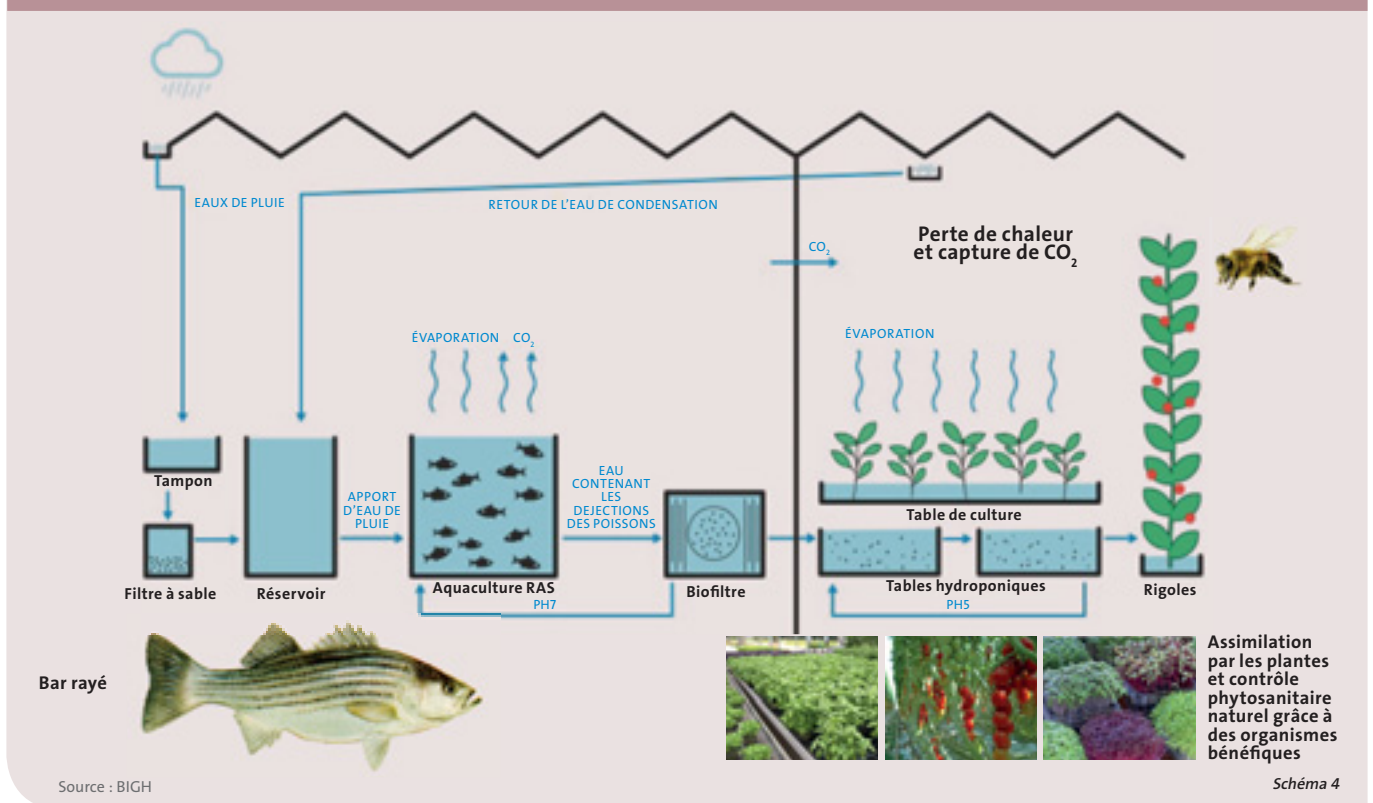 EAUX DE PLUIE
RETOUR DE L'EAU DE CONDENSATION
CO₂
Perte de chaleur
et capture de CO₂
ÉVAPORATION CO₂
ÉVAPORATION
Tampon
APPORT
D'EAU DE
PLUIE
EAU
CONTENANT
LES
DEJECTIONS
DES POISSONS
Table de culture
Filtre à sable
Réservoir
Aquaculture RAS
PH7
Biofiltre
Tables hydroponiques
PH5
Rigoles
Bar rayé
Assimilation
par les plantes
et contrôle
phytosanitaire
naturel grâce à
des organismes
bénéfiques
Source : BIGH
Schéma 4